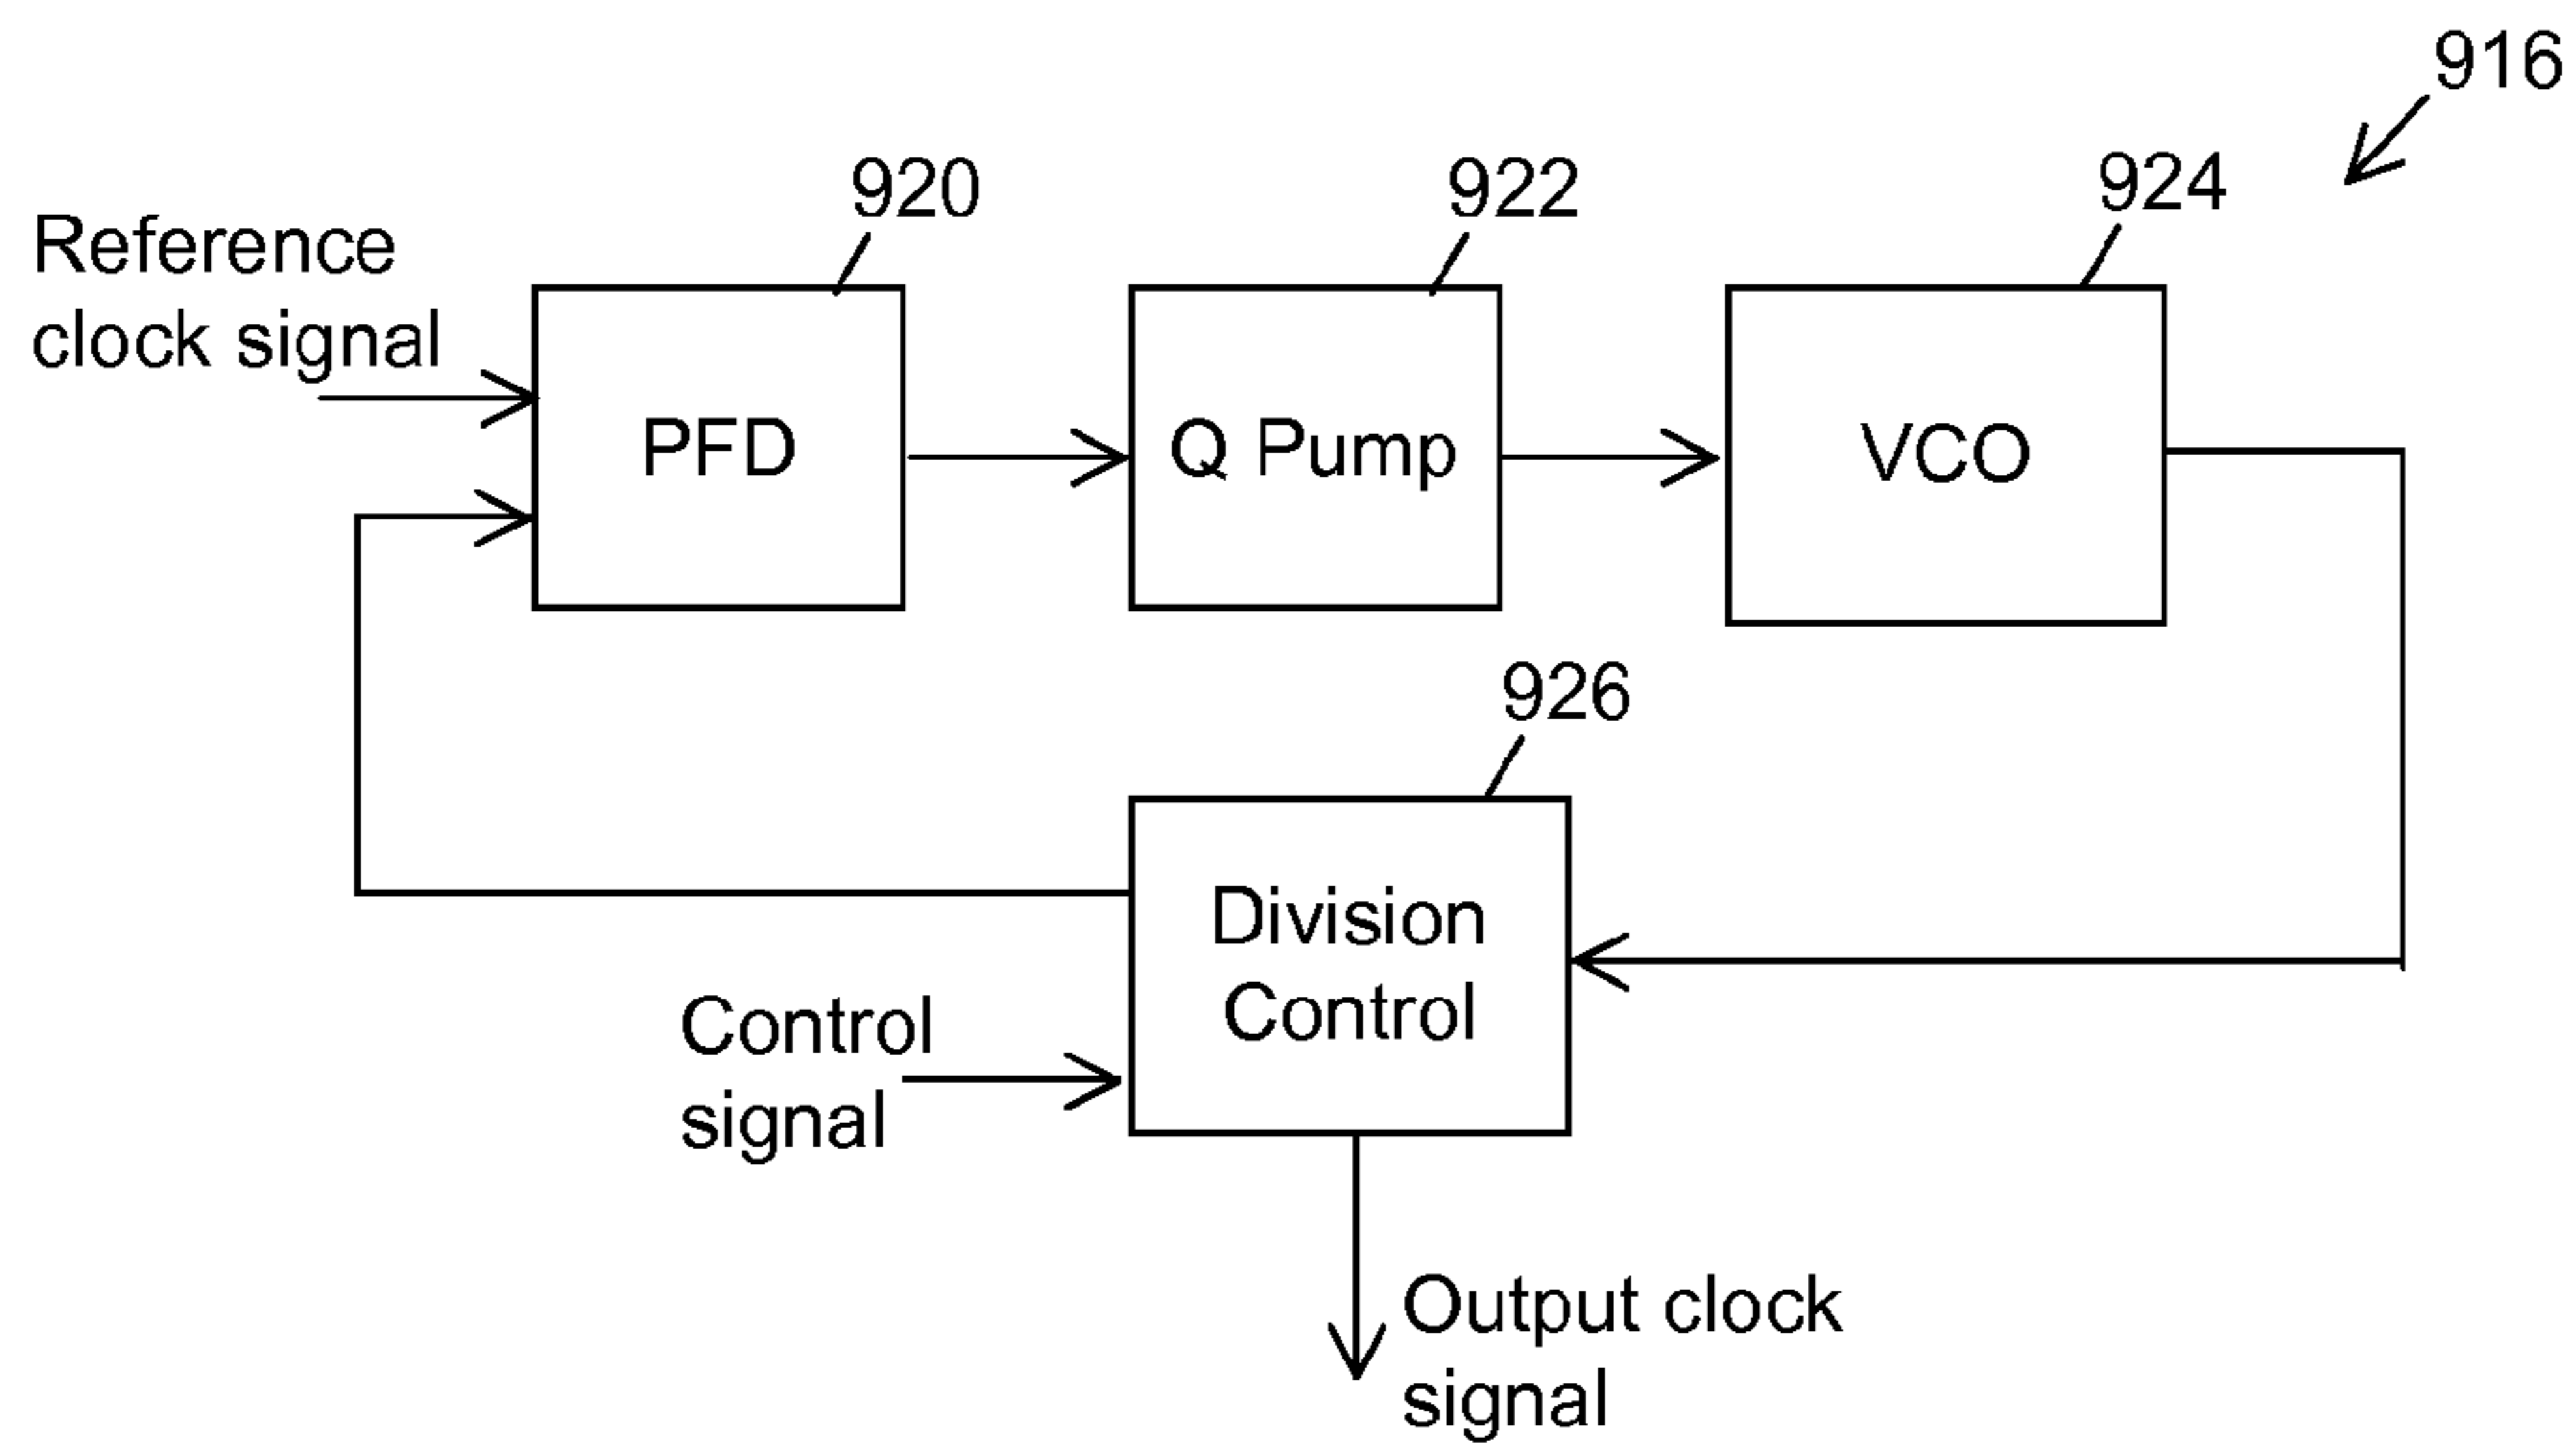 916
920
922
924
Reference
clock signal
PFD
Q Pump
VCO
926
Division
Control
Control
signal
Output clock
signal